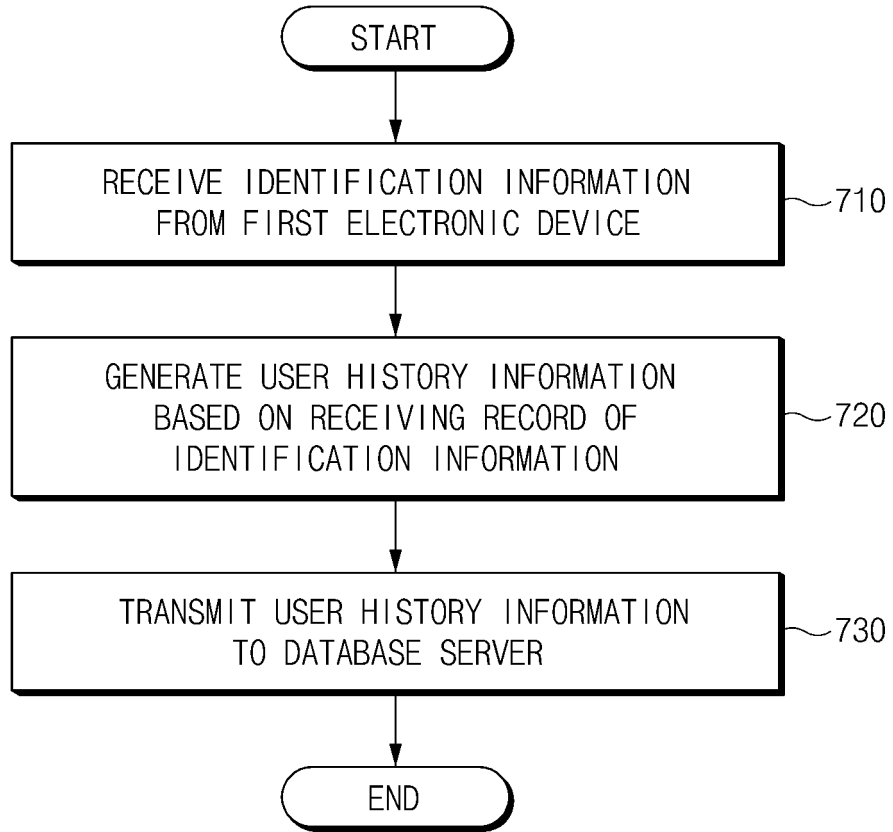 START
RECEIVE IDENTIFICATION INFORMATION
FROM FIRST ELECTRONIC DEVICE
710
GENERATE USER HISTORY INFORMATION
BASED ON RECEIVING RECORD OF
IDENTIFICATION INFORMATION
720
TRANSMIT USER HISTORY INFORMATION
TO DATABASE SERVER
730
END